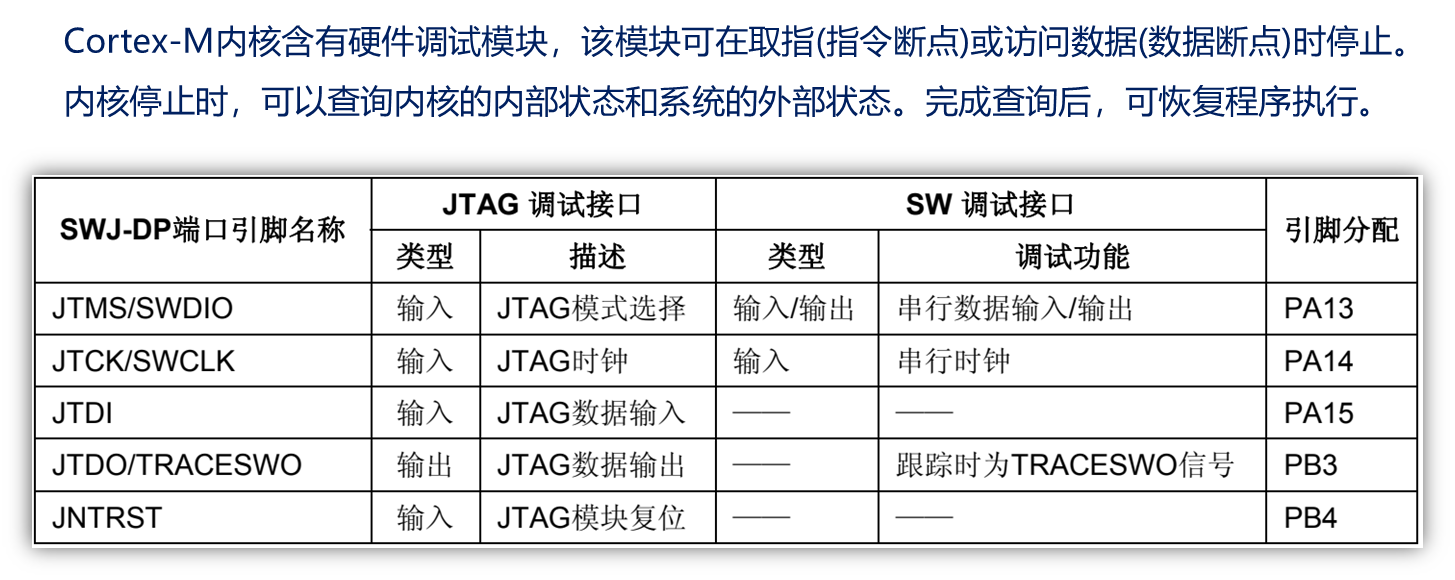 Cortex-M内核含有硬件调试模块，该模块可在取指(指令断点)或访问数据(数据断点)时停止。
内核停止时，可以查询内核的内部状态和系统的外部状态。完成查询后，可恢复程序执行。
SWJ-DP端口引脚名称 JTAG 调试接口 SW 调试接口 引脚分配
类型 描述 类型 调试功能
JTMS/SWDIO 输入 JTAG模式选择 输入/输出 串行数据输入/输出 PA13
JTCK/SWCLK 输入 JTAG时钟 输入 串行时钟 PA14
JTDI 输入 JTAG数据输入 —— —— PA15
JTDO/TRACESWO 输出 JTAG数据输出 —— 跟踪时为TRACESWO信号 PB3
JNTRST 输入 JTAG模块复位 —— —— PB4